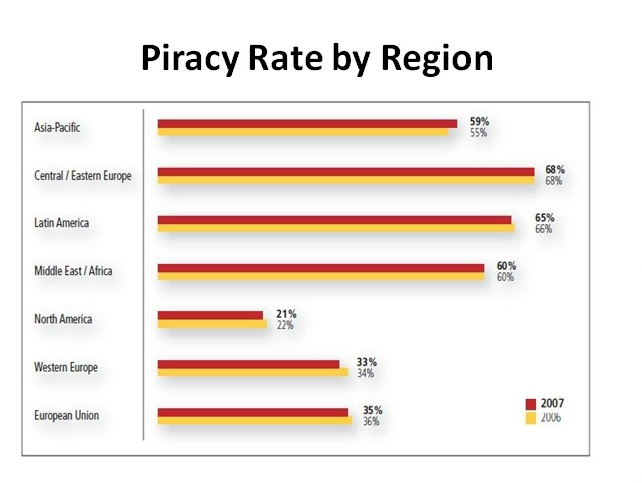 Piracy Rate by Region
Asia-Pacific
59%
55%
Central / Eastern Europe
68%
68%
Latin America
65%
66%
Middle East / Africa
60%
60%
North America
21%
22%
Western Europe
33%
34%
European Union
35%
36%
2007
2006